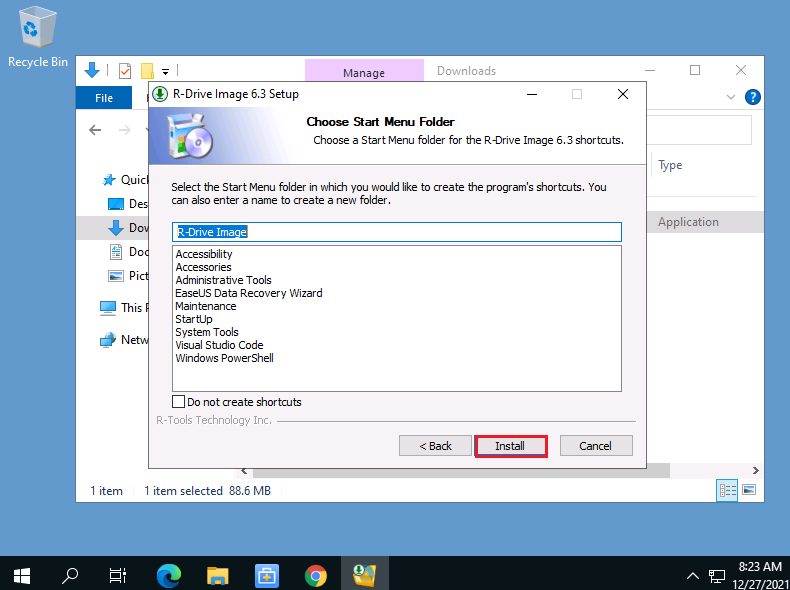 Recycle Bin
Manage
Downloads
File
R-Drive Image 6.3 Setup
Choose Start Menu Folder
Choose a Start Menu folder for the R-Drive Image 6.3 shortcuts.
Type
Select the Start Menu folder in which you would like to create the program's shortcuts. You
can also enter a name to create a new folder.
Quick
Des
Dow
Doc
Pict
This P
Netw
Application
R-Drive Image
Accessibility
Accessories
Administrative Tools
EaseUS Data Recovery Wizard
Maintenance
StartUp
System Tools
Visual Studio Code
Windows PowerShell
Do not create shortcuts
R-Tools Technology Inc.
< Back
Install
Cancel
1 item
1 item selected 88.6 MB
8:23 AM
12/27/2021